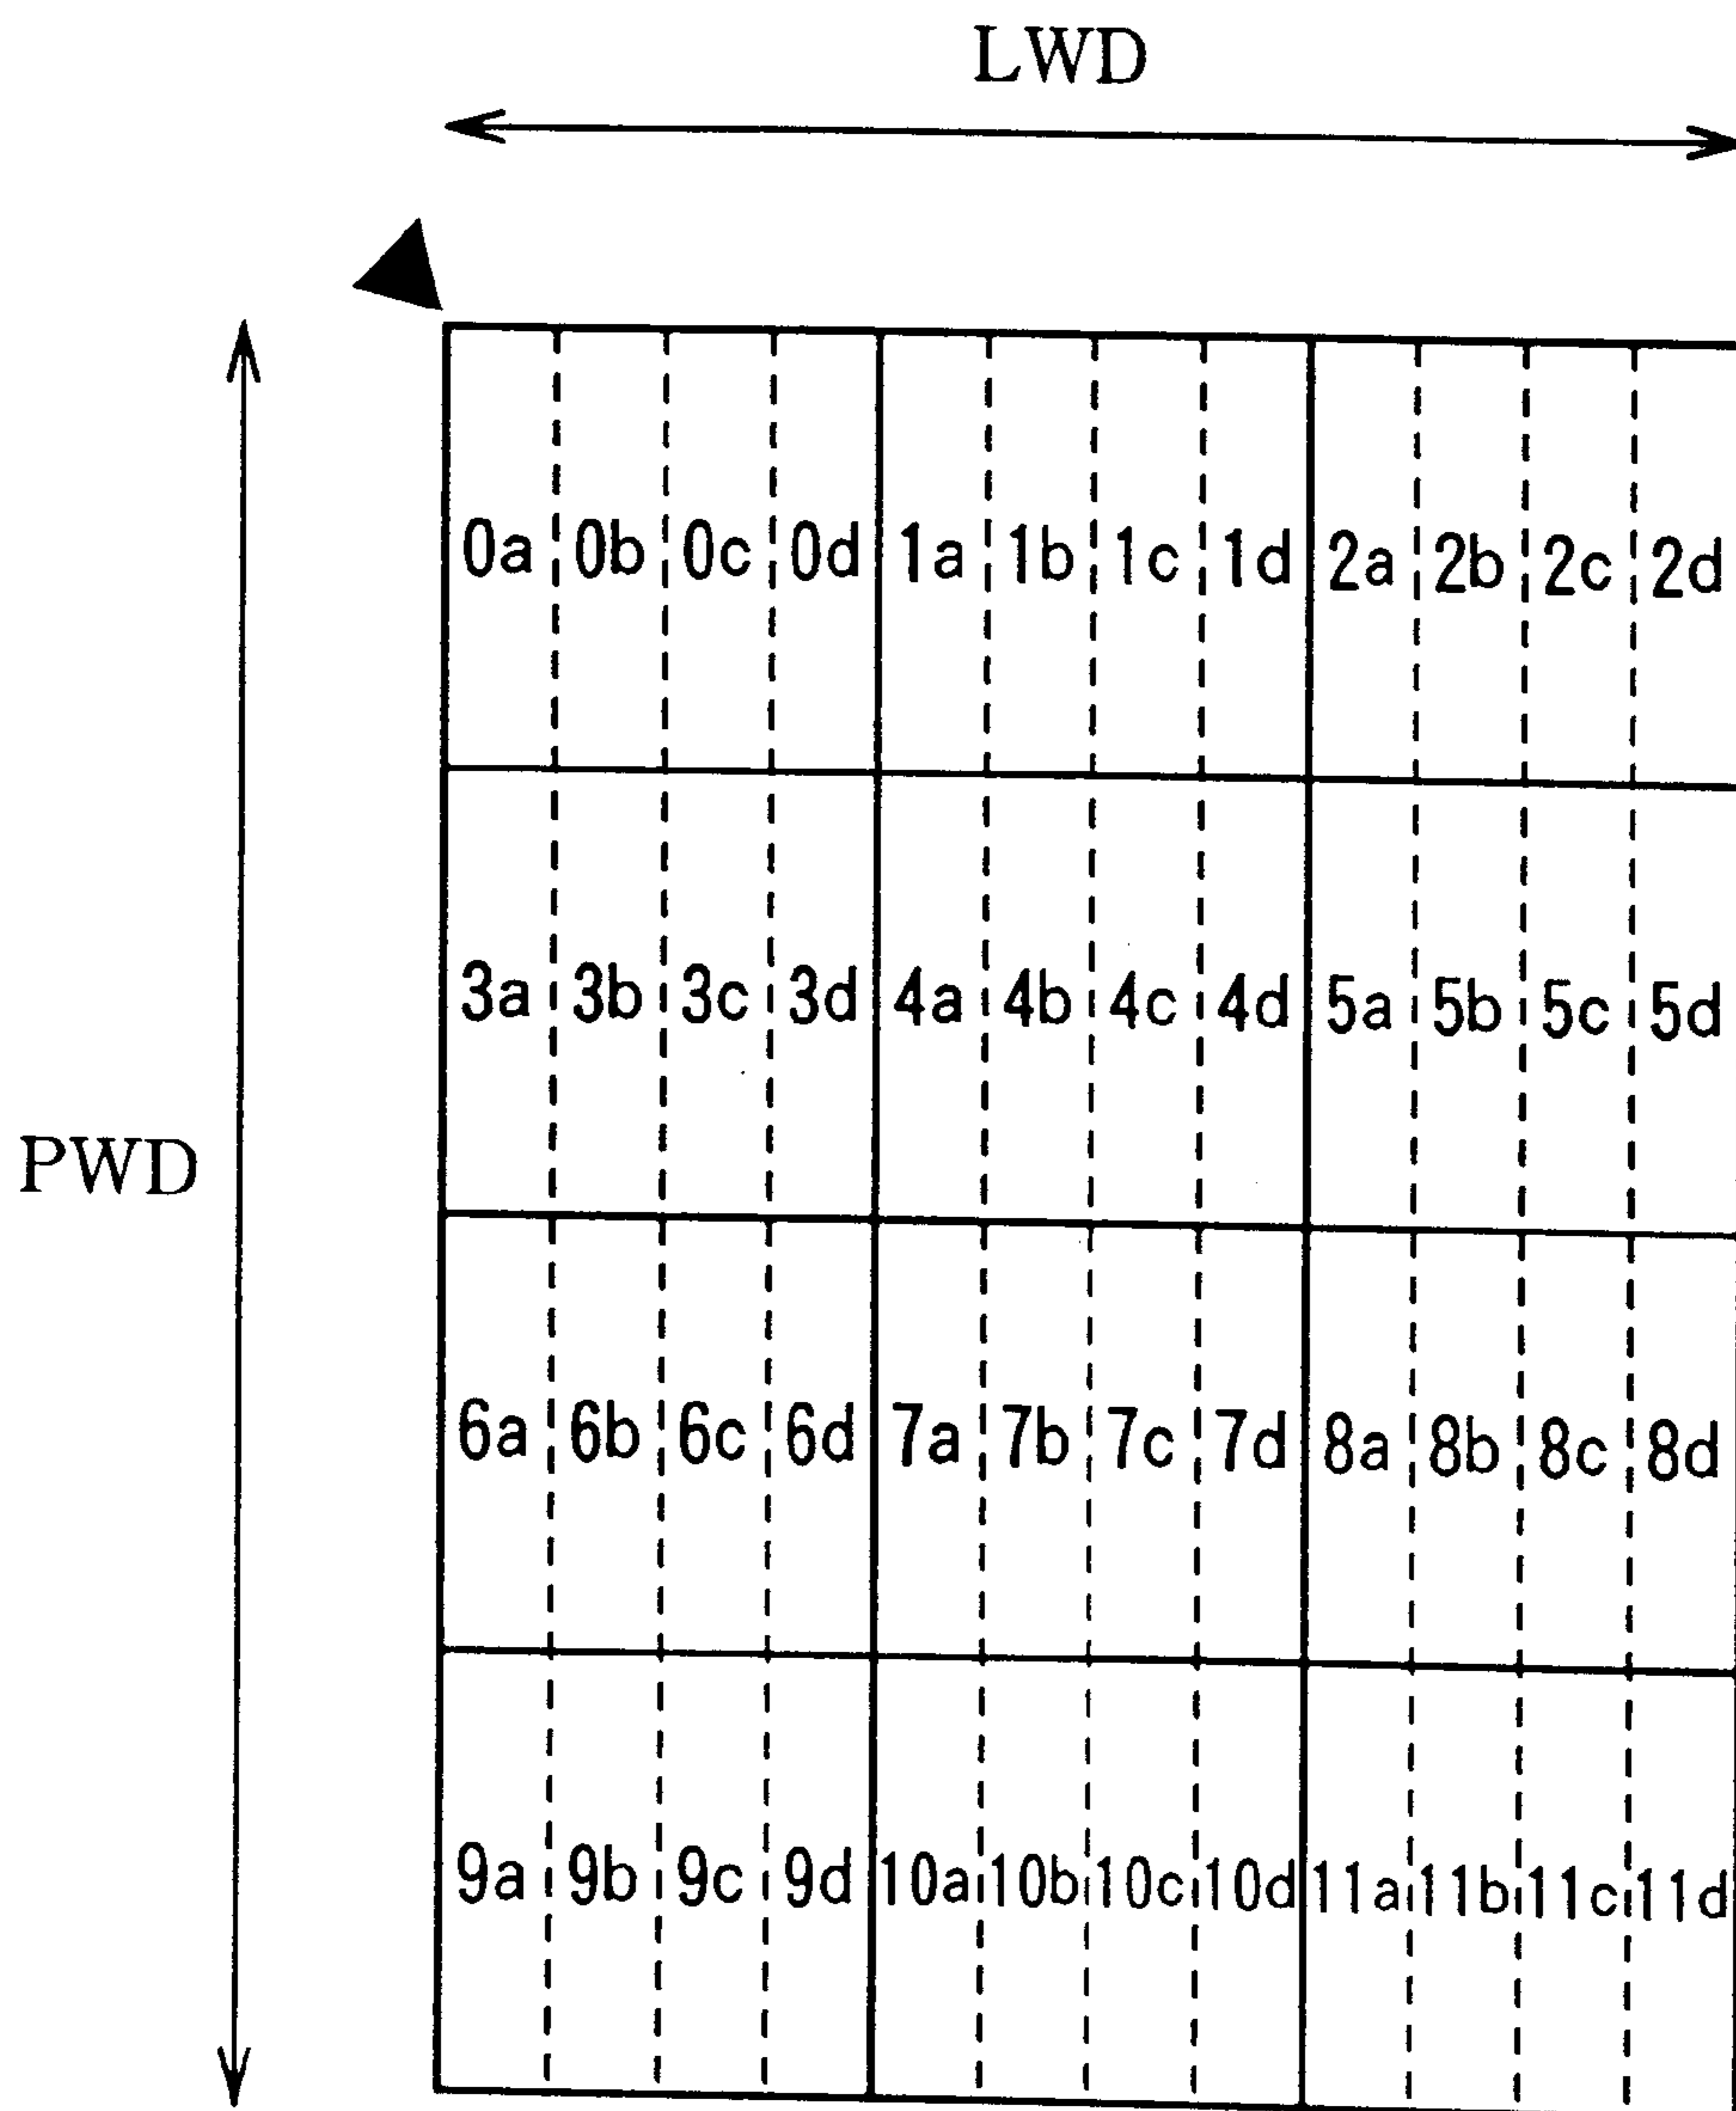 LWD
0a 0b 0c 0d 1a 1b 1c 1d 2a 2b 2c 2d
3a 3b 3c 3d 4a 4b 4c 4d 5a 5b 5c 5d
PWD
6a 6b 6c 6d 7a 7b 7c 7d 8a 8b 8c 8d
9a 9b 9c 9d 10a 10b 10c 10d 11a 11b 11c 11d